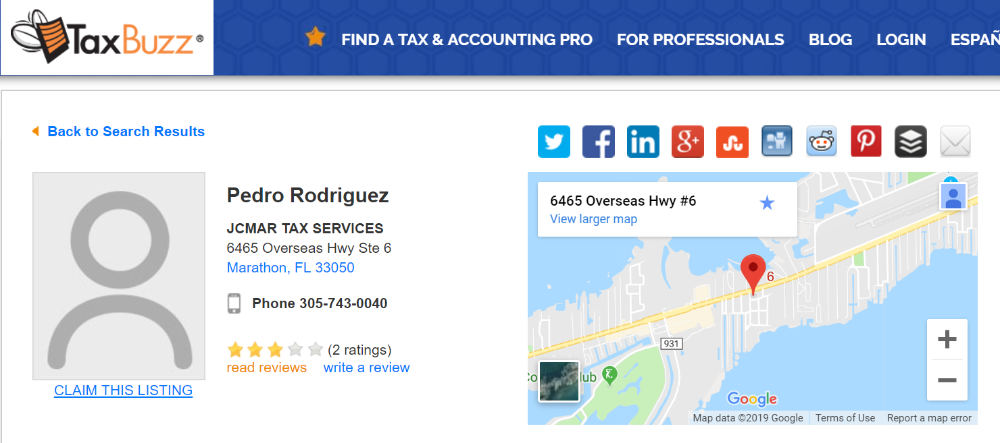 TaxBuzz®
FIND A TAX & ACCOUNTING PRO FOR PROFESSIONALS BLOG LOGIN ESPAÑ
Back to Search Results
Pedro Rodriguez
JCMAR TAX SERVICES
6465 Overseas Hwy Ste 6
Marathon, FL 33050
Phone 305-743-0040
(2 ratings)
read reviews write a review
CLAIM THIS LISTING
6465 Overseas Hwy #6
View larger map
6
931
Co
lub
Google
Map data ©2019 Google Terms of Use Report a map error